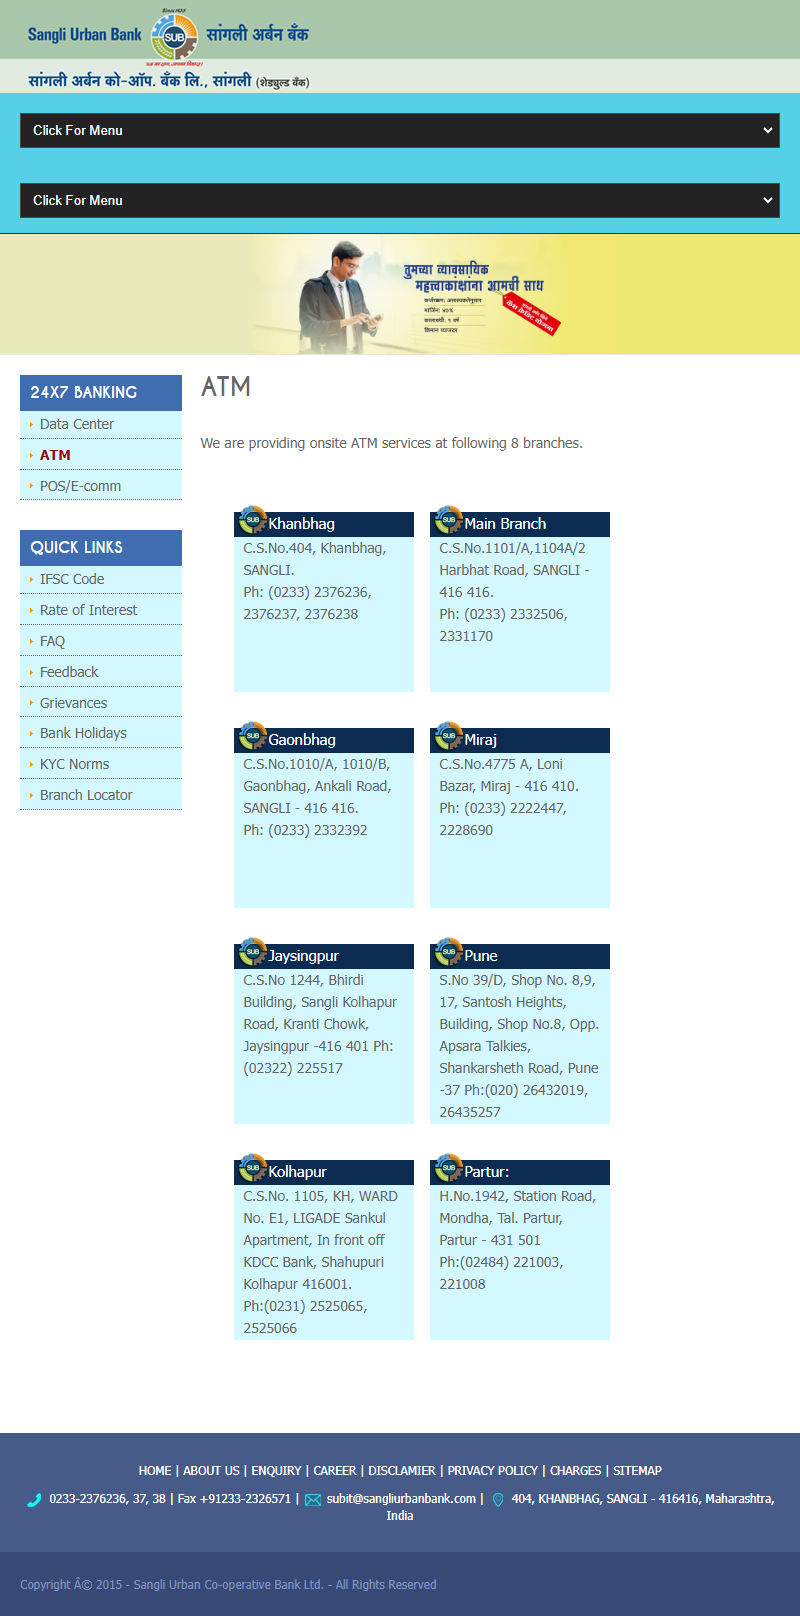 Since 1935
Sangli Urban Bank SUB सांगली अर्बन बँक
सांगली अर्बन को-ऑप. बँक लि., सांगली (शेड्युल्ड बँक)
Click For Menu
Click For Menu
तुमच्या व्यावसायिक
महत्त्वाकांक्षांना आमची साथ
24X7 BANKING
Data Center
ATM
POS/E-comm
QUICK LINKS
IFSC Code
Rate of Interest
FAQ
Feedback
Grievances
Bank Holidays
KYC Norms
Branch Locator
ATM
We are providing onsite ATM services at following 8 branches.
SUB Khanbhag
C.S.No.404, Khanbhag,
SANGLI.
Ph: (0233) 2376236,
2376237, 2376238
SUB Main Branch
C.S.No.1101/A,1104A/2
Harbhat Road, SANGLI -
416 416.
Ph: (0233) 2332506,
2331170
SUB Gaonbhag
C.S.No.1010/A, 1010/B,
Gaonbhag, Ankali Road,
SANGLI - 416 416.
Ph: (0233) 2332392
SUB Miraj
C.S.No.4775 A, Loni
Bazar, Miraj - 416 410.
Ph: (0233) 2222447,
2228690
SUB Jaysingpur
C.S.No 1244, Bhirdi
Building, Sangli Kolhapur
Road, Kranti Chowk,
Jaysingpur -416 401 Ph:
(02322) 225517
SUB Pune
S.No 39/D, Shop No. 8,9,
17, Santosh Heights,
Building, Shop No.8, Opp.
Apsara Talkies,
Shankarsheth Road, Pune
-37 Ph:(020) 26432019,
26435257
SUB Kolhapur
C.S.No. 1105, KH, WARD
No. E1, LIGADE Sankul
Apartment, In front off
KDCC Bank, Shahupuri
Kolhapur 416001.
Ph:(0231) 2525065,
2525066
SUB Partur:
H.No.1942, Station Road,
Mondha, Tal. Partur,
Partur - 431 501
Ph:(02484) 221003,
221008
HOME | ABOUT US | ENQUIRY | CAREER | DISCLAMIER | PRIVACY POLICY | CHARGES | SITEMAP
0233-2376236, 37, 38 | Fax +91233-2326571 | subit@sangliurbanbank.com | 404, KHANBHAG, SANGLI - 416416, Maharashtra,
India
Copyright Â© 2015 - Sangli Urban Co-operative Bank Ltd. - All Rights Reserved